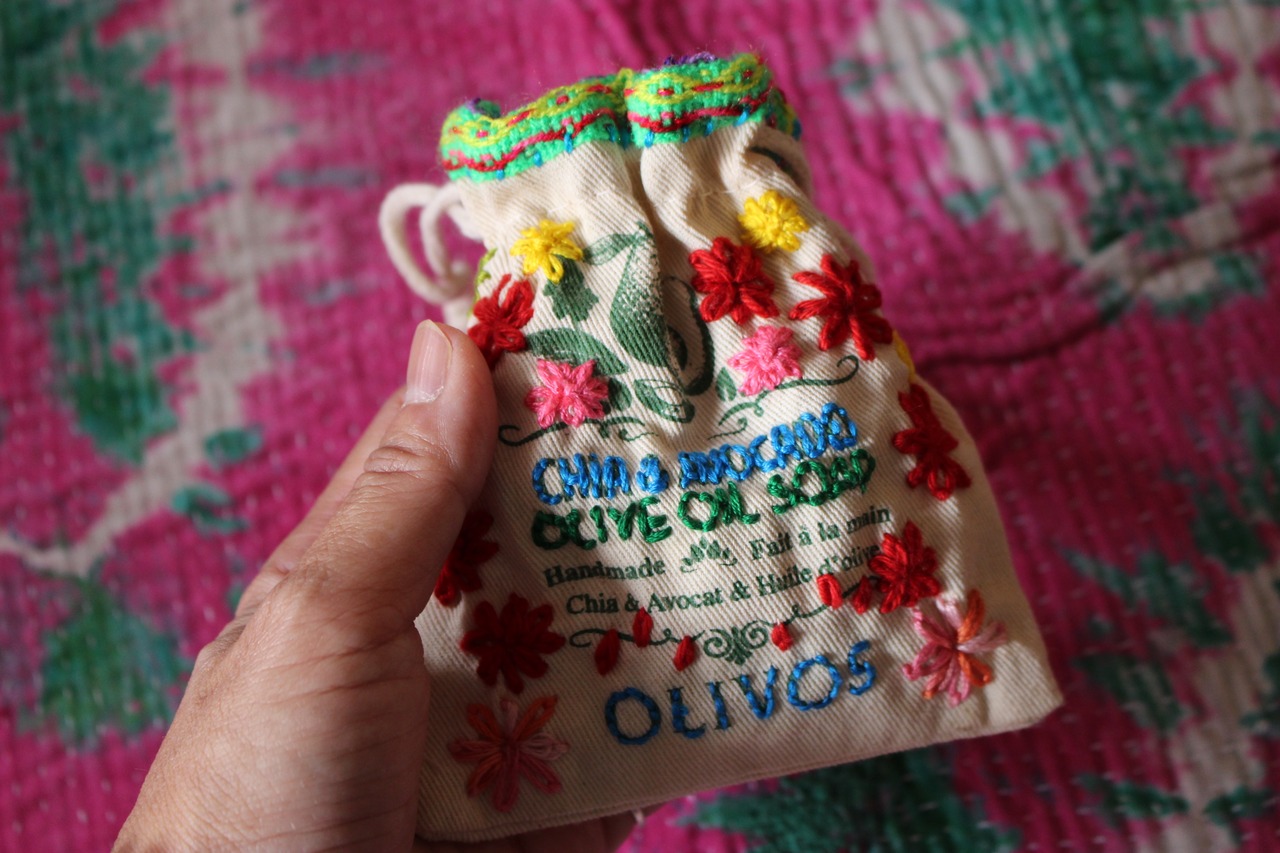 CHIA & AVOCADO
OLIVE OIL SOAP
Handmade Fait à la main
Chia & Avocat & Huile d'olive
OLIVOS